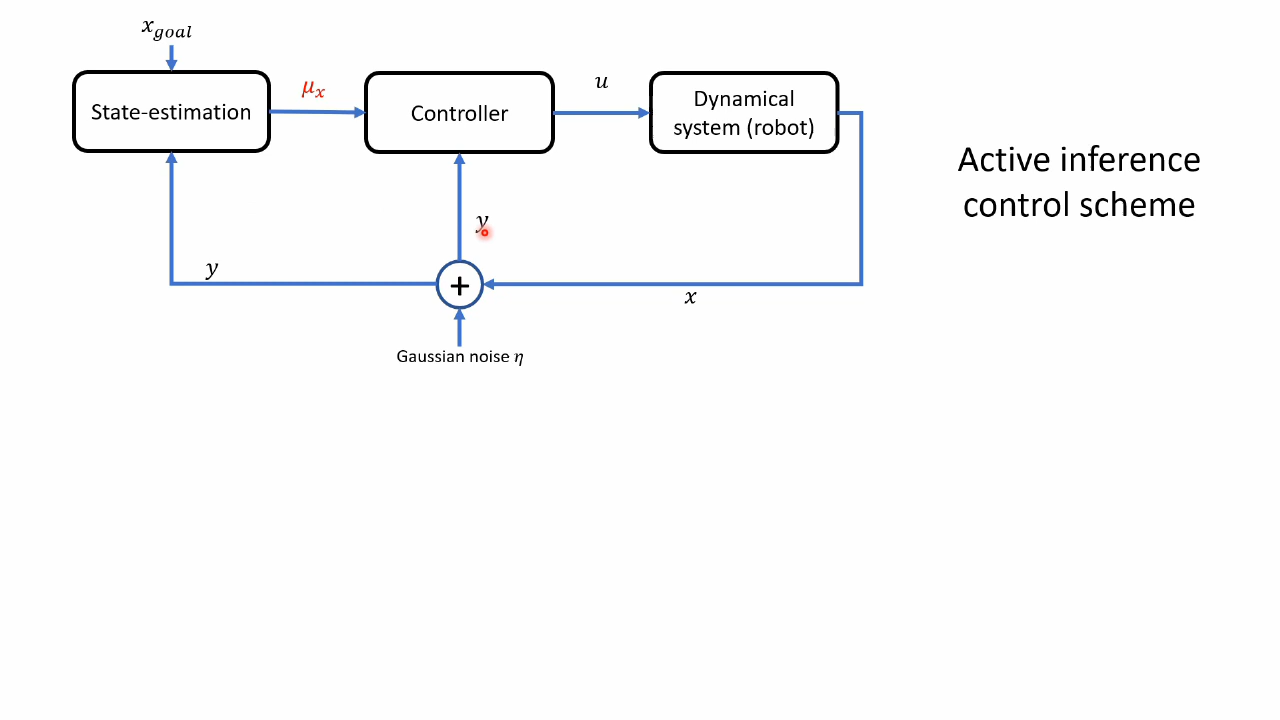 x_goal
State-estimation
μ_x
Controller
u
Dynamical
system (robot)
Active inference
control scheme
y
y
+
x
Gaussian noise η